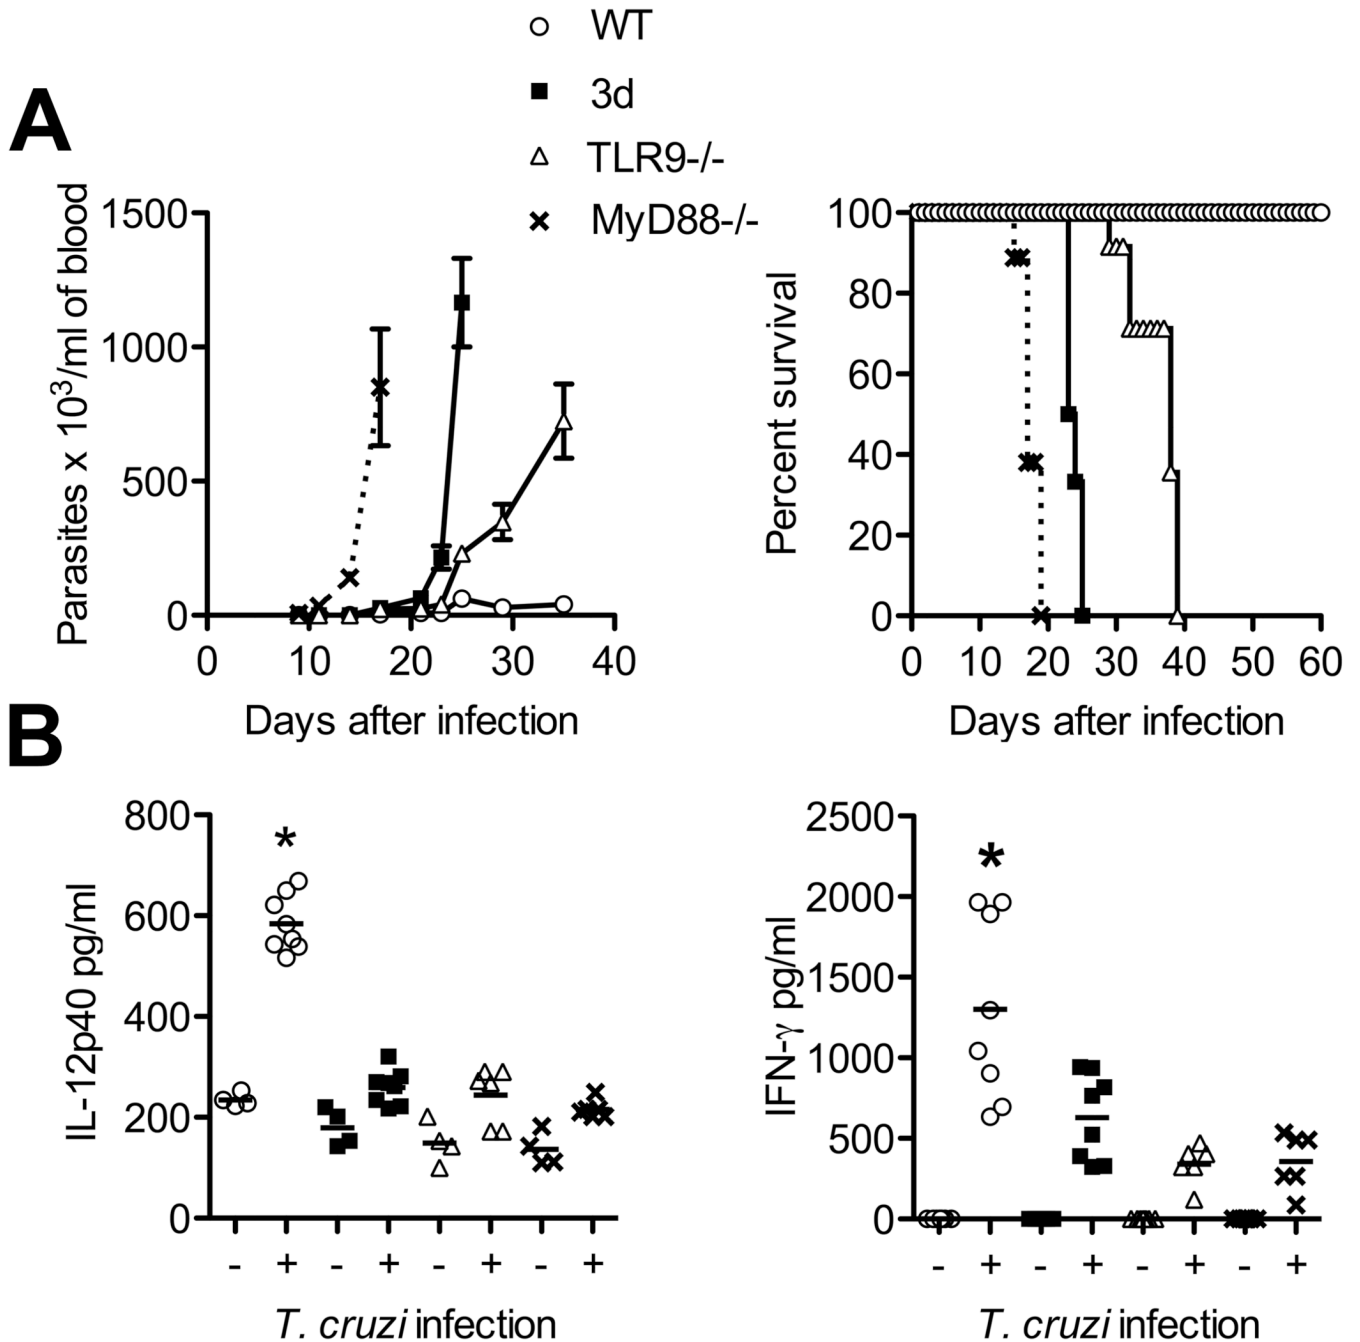 WT
3d
TLR9-/-
MyD88-/-
A
Parasites x 10³/ml of blood
1500
1000
500
0
0 10 20 30 40
Days after infection
Percent survival
100
80
60
40
20
0
0 10 20 30 40 50 60
Days after infection
B
IL-12p40 pg/ml
800
600
400
200
0
*
- + - + - + - +
T. cruzi infection
IFN-γ pg/ml
2500
2000
1500
1000
500
0
*
- + - + - + - +
T. cruzi infection